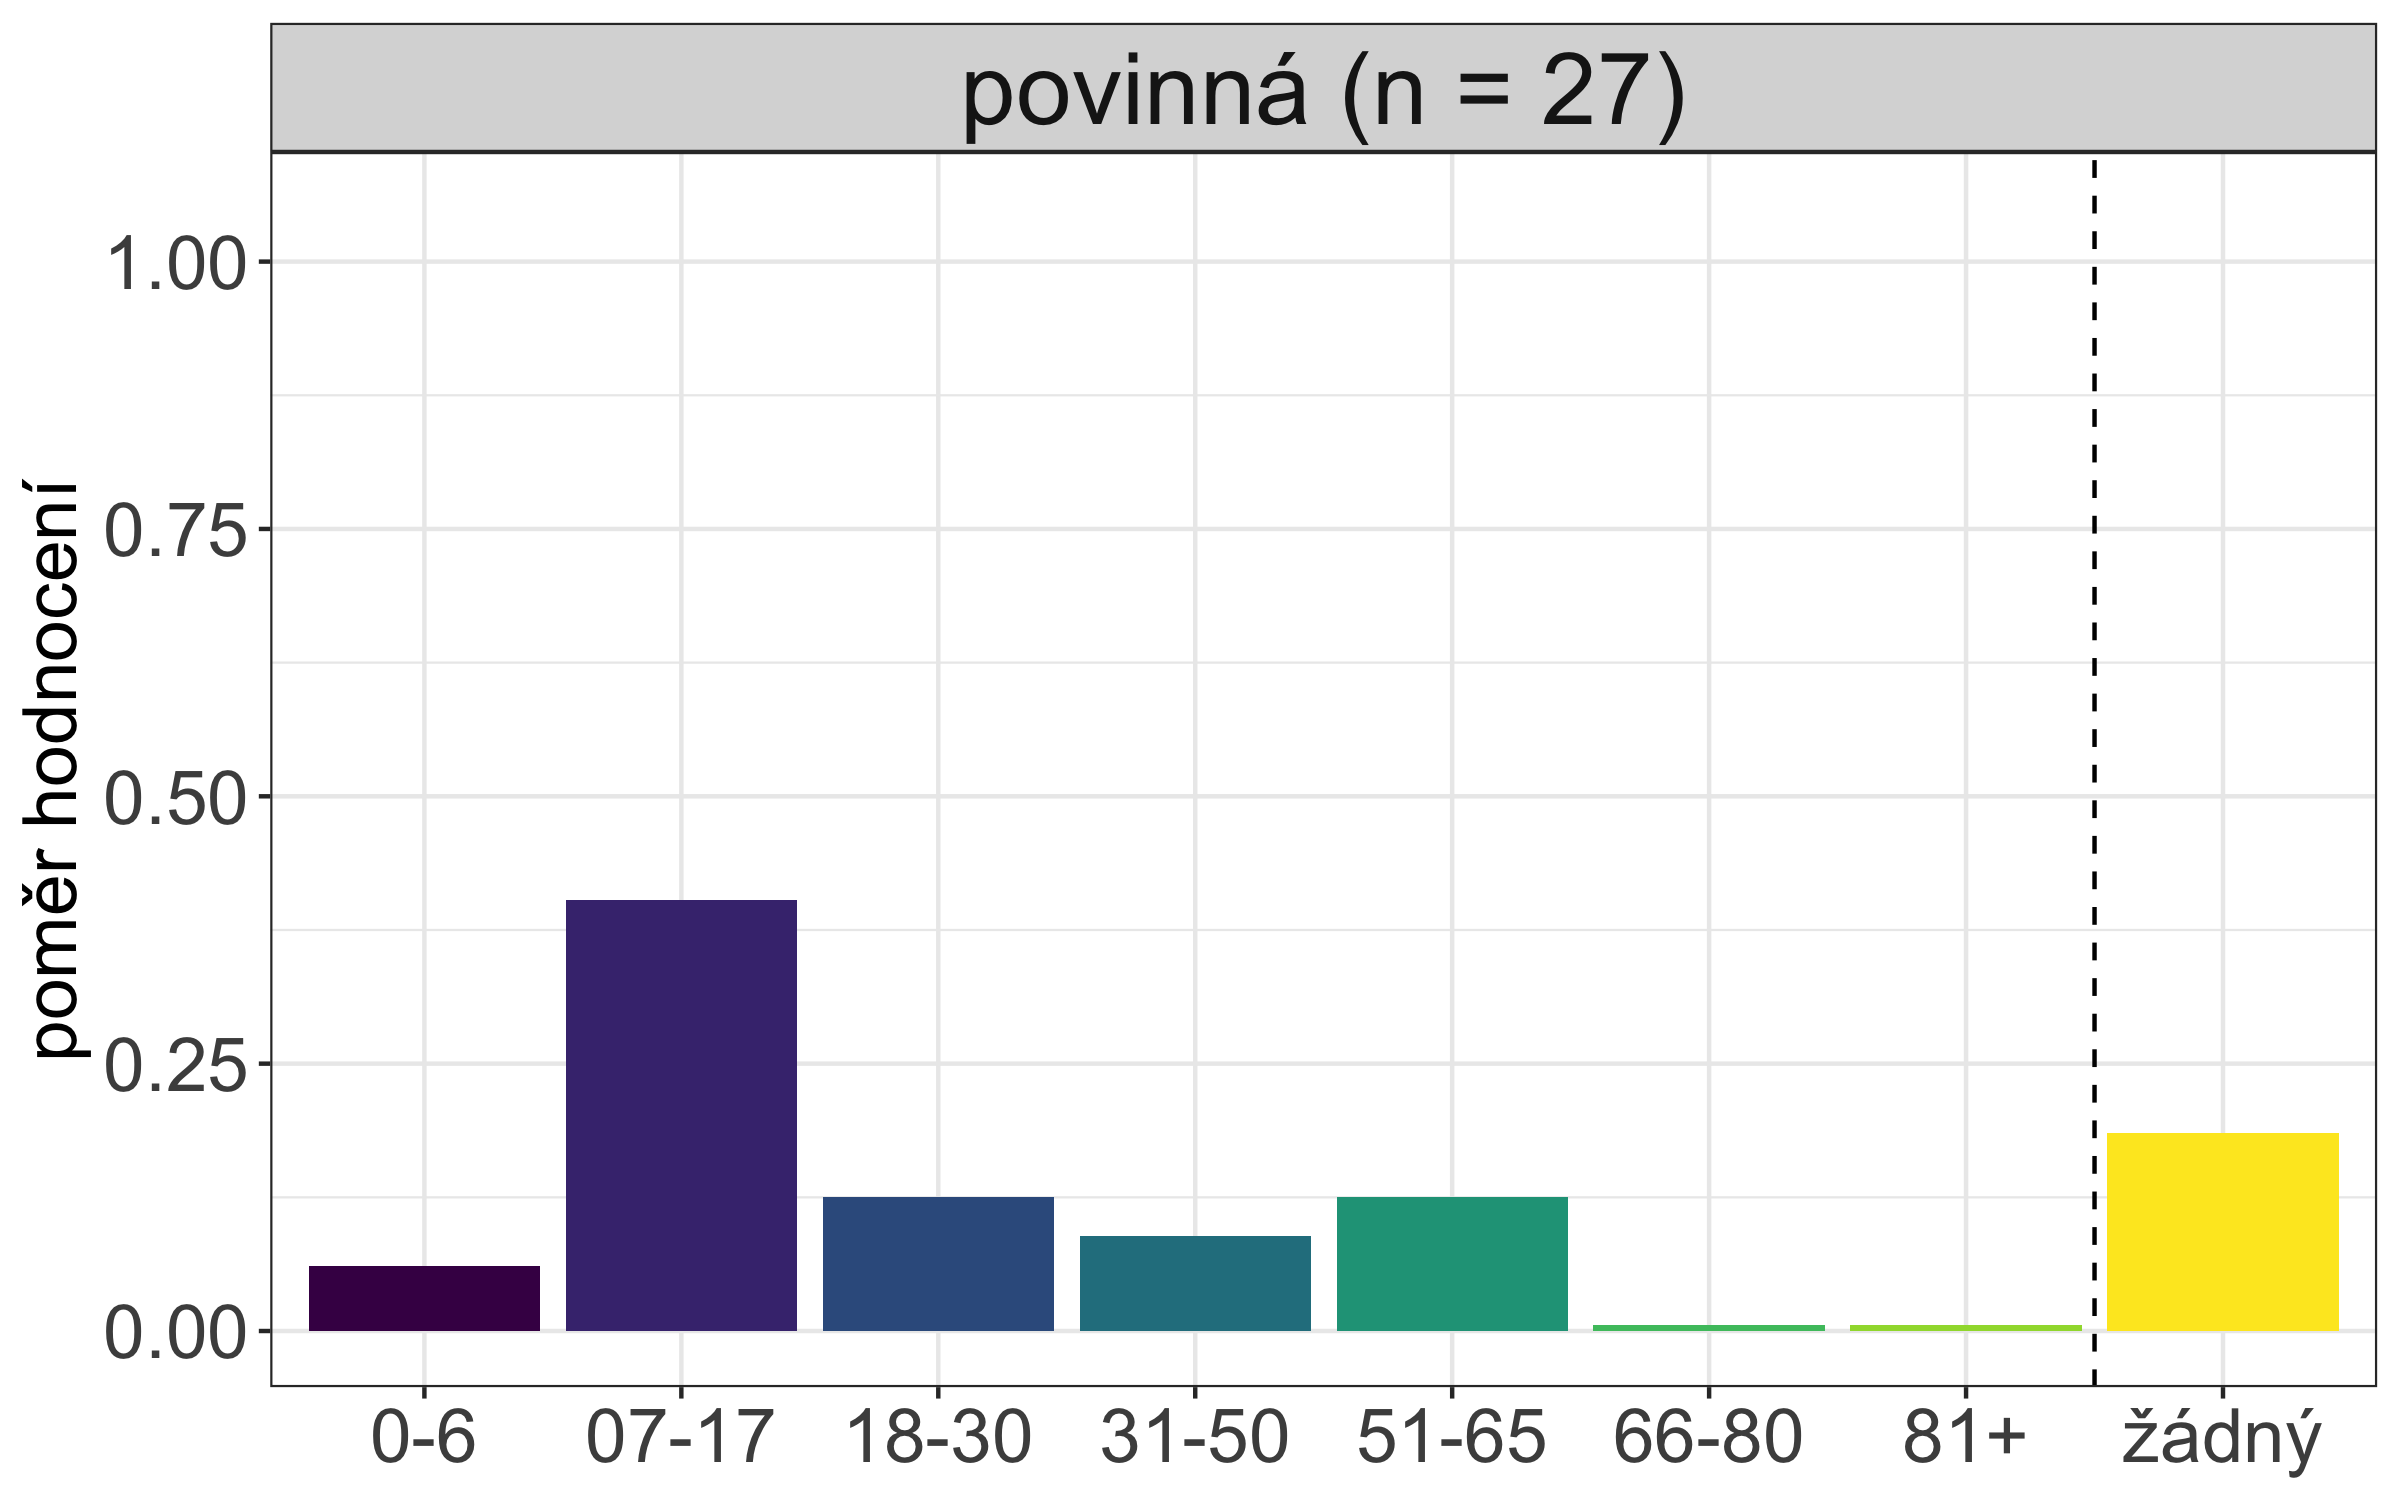 povinná (n = 27)
poměr hodnocení
1.00
0.75
0.50
0.25
0.00
0-6 07-17 18-30 31-50 51-65 66-80 81+ žádný